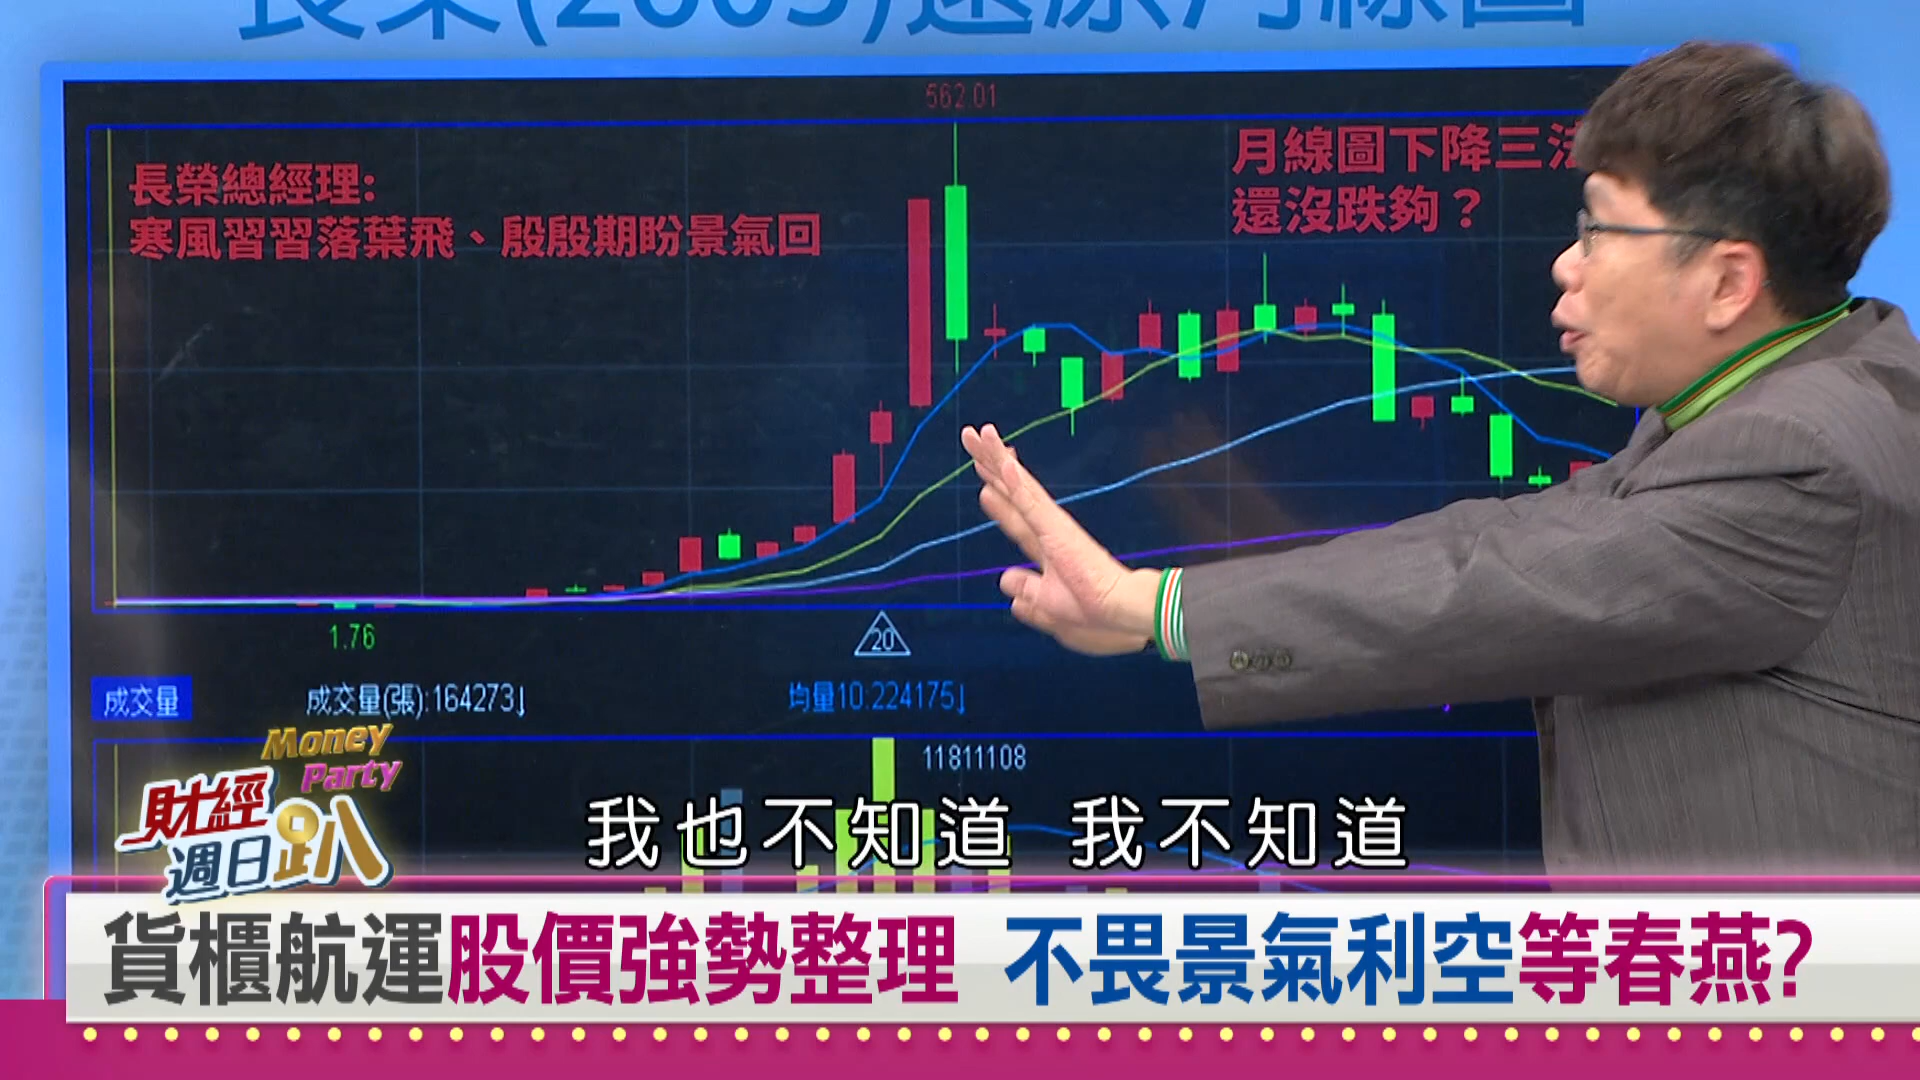 長榮(2603)還原月線圖
562.01
長榮總經理:
寒風習習落葉飛、殷殷期盼景氣回
月線圖下降三法
還沒跌夠？
1.76
20
成交量
成交量(張):164273↓
均量10:224175↓
11811108
Money
Party
財經
週日趴
我也不知道 我不知道
貨櫃航運股價強勢整理 不畏景氣利空等春燕?